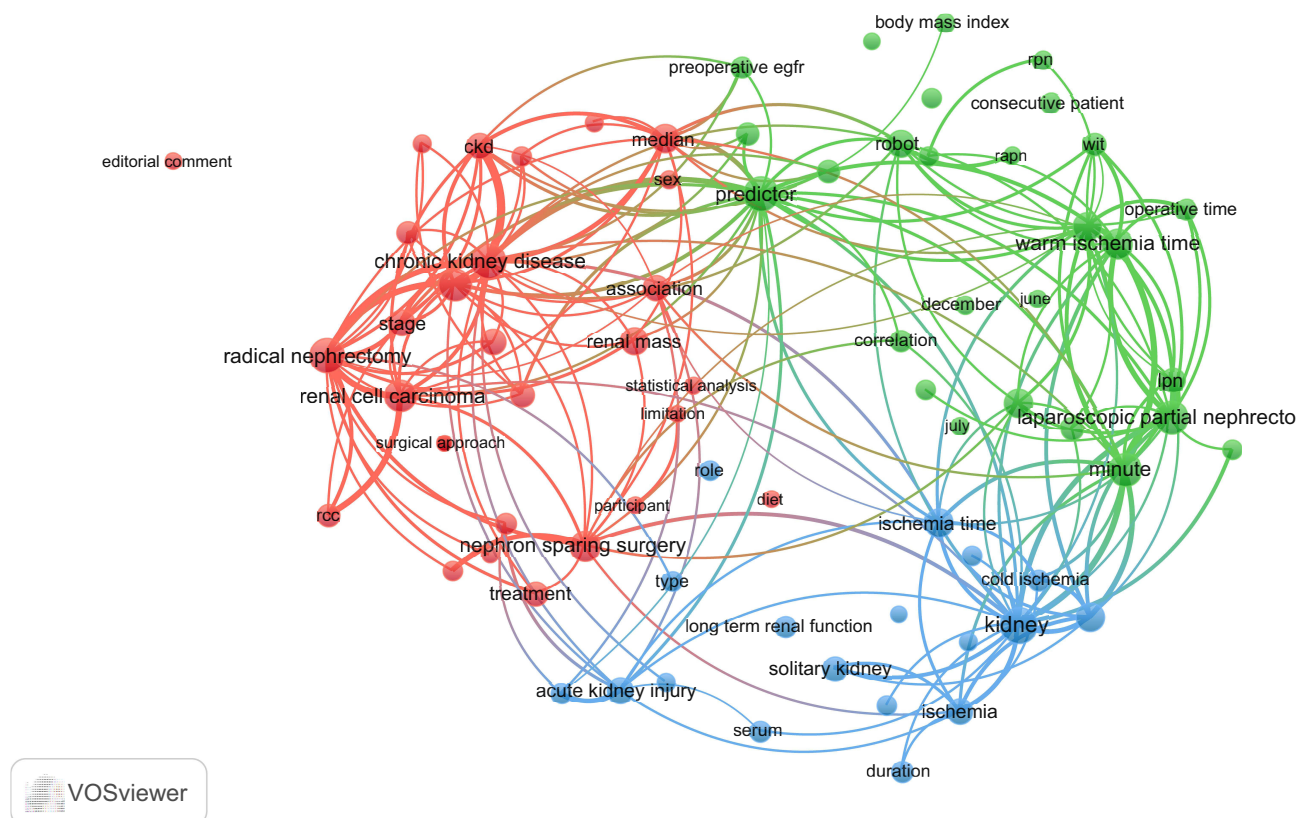 body mass index
preoperative egfr
rpn
consecutive patient
editorial comment
ckd
median
robot
wit
rapn
sex
predictor
operative time
warm ischemia time
chronic kidney disease
association
december
june
stage
renal mass
correlation
radical nephrectomy
statistical analysis
lpn
renal cell carcinoma
limitation
laparoscopic partial nephrecto
july
surgical approach
role
minute
participant
diet
rcc
ischemia time
nephron sparing surgery
type
cold ischemia
treatment
long term renal function
kidney
solitary kidney
acute kidney injury
ischemia
serum
duration
VOSviewer